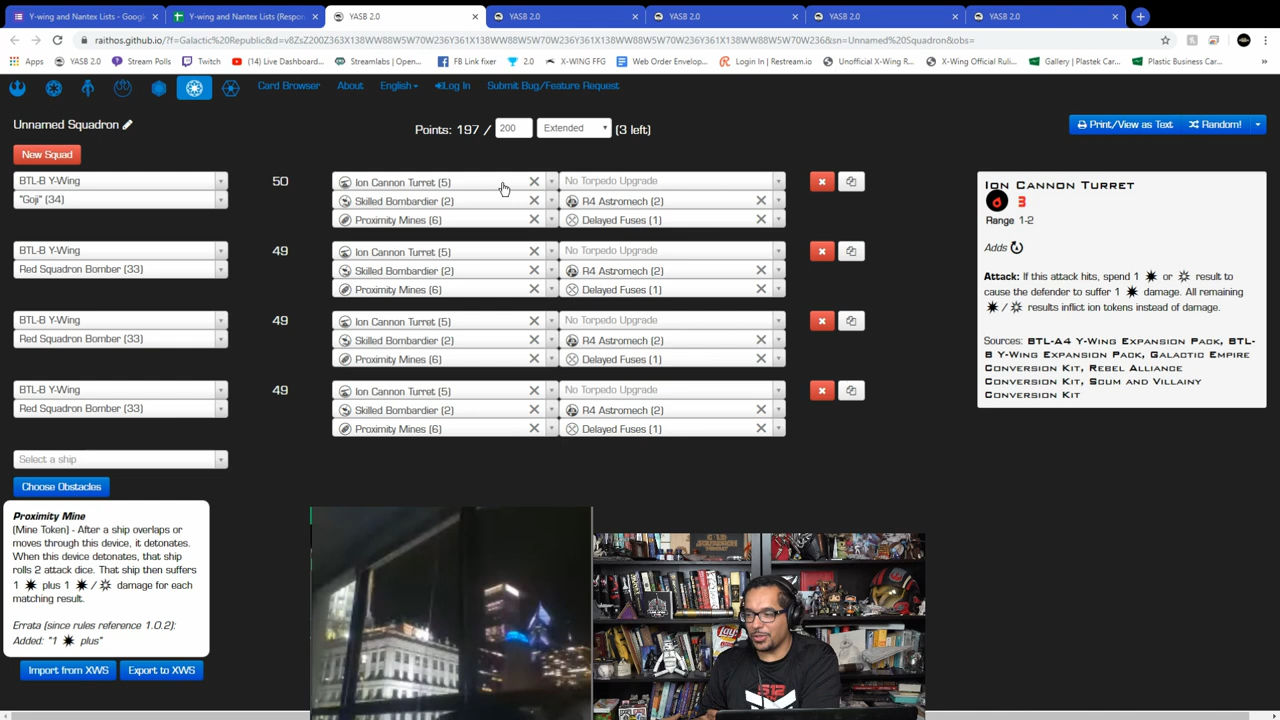 Y-wing and Nantex Lists - Goog
Y-wing and Nantex Lists (Respon
YASB 2.0
YASB 2.0
YASB 2.0
YASB 2.0
YASB 2.0
raithos.github.io/?f=Galactic%20Republic&d=v8ZsZ200Z363X138WW88W5W70W236Y361X138WW88W5W70W236Y361X138WW88W5W70W236Y361X138WW88W5W70W236&sn=Unnamed%20Squadron&obs=
Apps
YASB 2.0
Stream Polls
Twitch
(14) Live Dashboard...
Streamlabs | Openc...
FB Link fixer
2.0
X-WING FFG
Web Order Envelop...
Login In | Restream.io
Unofficial X-Wing R...
X-Wing Official Rulin...
Gallery | Plastek Car...
Plastic Business Car...
Card Browser
About
English
Log In
Submit Bug/Feature Request
Unnamed Squadron
Points: 197 / 200
Extended
(3 left)
Print/View as Text
Random!
New Squad
BTL-B Y-Wing
50
Ion Cannon Turret (5)
No Torpedo Upgrade
"Goji" (34)
Skilled Bombardier (2)
R4 Astromech (2)
Proximity Mines (6)
Delayed Fuses (1)
BTL-B Y-Wing
49
Ion Cannon Turret (5)
No Torpedo Upgrade
Red Squadron Bomber (33)
Skilled Bombardier (2)
R4 Astromech (2)
Proximity Mines (6)
Delayed Fuses (1)
BTL-B Y-Wing
49
Ion Cannon Turret (5)
No Torpedo Upgrade
Red Squadron Bomber (33)
Skilled Bombardier (2)
R4 Astromech (2)
Proximity Mines (6)
Delayed Fuses (1)
BTL-B Y-Wing
49
Ion Cannon Turret (5)
No Torpedo Upgrade
Red Squadron Bomber (33)
Skilled Bombardier (2)
R4 Astromech (2)
Proximity Mines (6)
Delayed Fuses (1)
Select a ship
Choose Obstacles
Ion Cannon Turret
3
Range 1-2
Adds
Attack: If this attack hits, spend 1 or result to
cause the defender to suffer 1 damage. All remaining
/ results inflict ion tokens instead of damage.
Sources: BTL-A4 Y-Wing Expansion Pack, BTL-
B Y-Wing Expansion Pack, Galactic Empire
Conversion Kit, Rebel Alliance
Conversion Kit, Scum and Villainy
Conversion Kit
Proximity Mine
(Mine Token) - After a ship overlaps or
moves through this device, it detonates.
When this device detonates, that ship
rolls 2 attack dice. That ship then suffers
1 plus 1 / damage for each
matching result.
Errata (since rules reference 1.0.2):
Added: "1 plus"
Import from XWS
Export to XWS
Lay's
512